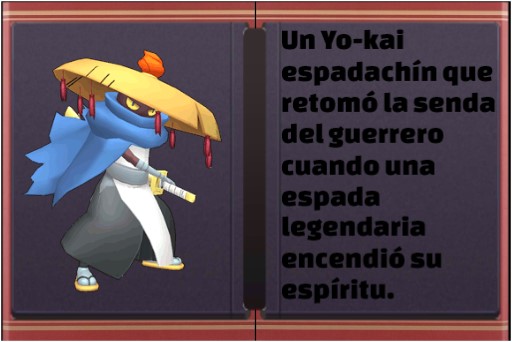 Un Yo-kai
espadachín que
retomó la senda
del guerrero
cuando una
espada
legendaria
encendió su
espíritu.